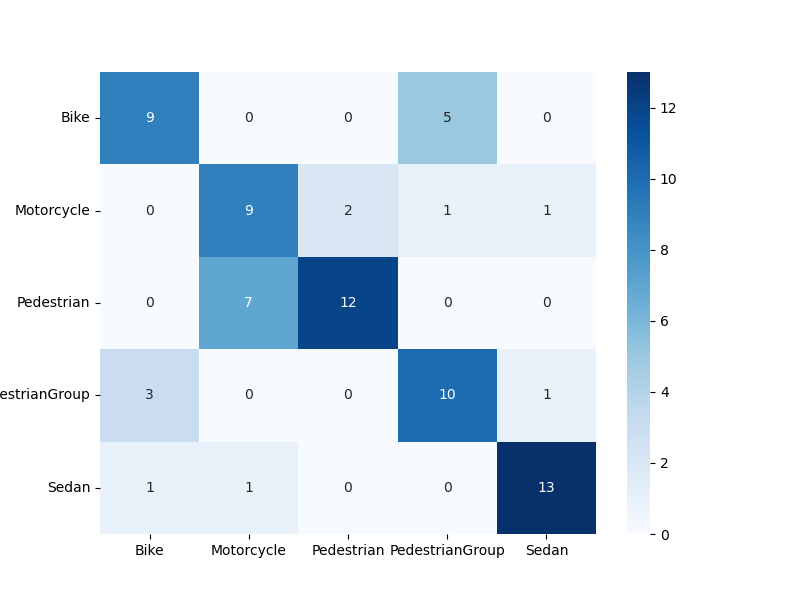 Bike 9 0 0 5 0
Motorcycle 0 9 2 1 1
Pedestrian 0 7 12 0 0
estrianGroup 3 0 0 10 1
Sedan 1 1 0 0 13
Bike Motorcycle Pedestrian PedestrianGroup Sedan
12
10
8
6
4
2
0